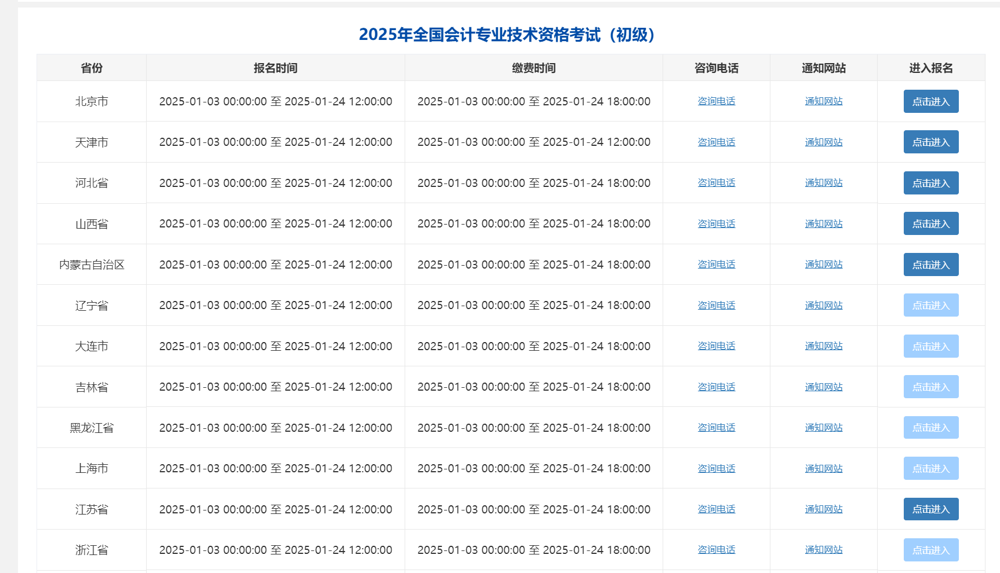 2025年全国会计专业技术资格考试（初级）
省份 报名时间 缴费时间 咨询电话 通知网站 进入报名
北京市 2025-01-03 00:00:00 至 2025-01-24 12:00:00 2025-01-03 00:00:00 至 2025-01-24 18:00:00 咨询电话 通知网站 点击进入
天津市 2025-01-03 00:00:00 至 2025-01-24 12:00:00 2025-01-03 00:00:00 至 2025-01-24 12:00:00 咨询电话 通知网站 点击进入
河北省 2025-01-03 00:00:00 至 2025-01-24 12:00:00 2025-01-03 00:00:00 至 2025-01-24 18:00:00 咨询电话 通知网站 点击进入
山西省 2025-01-03 00:00:00 至 2025-01-24 12:00:00 2025-01-03 00:00:00 至 2025-01-24 18:00:00 咨询电话 通知网站 点击进入
内蒙古自治区 2025-01-03 00:00:00 至 2025-01-24 12:00:00 2025-01-03 00:00:00 至 2025-01-24 18:00:00 咨询电话 通知网站 点击进入
辽宁省 2025-01-03 00:00:00 至 2025-01-24 12:00:00 2025-01-03 00:00:00 至 2025-01-24 18:00:00 咨询电话 通知网站 点击进入
大连市 2025-01-03 00:00:00 至 2025-01-24 12:00:00 2025-01-03 00:00:00 至 2025-01-24 18:00:00 咨询电话 通知网站 点击进入
吉林省 2025-01-03 00:00:00 至 2025-01-24 12:00:00 2025-01-03 00:00:00 至 2025-01-24 18:00:00 咨询电话 通知网站 点击进入
黑龙江省 2025-01-03 00:00:00 至 2025-01-24 12:00:00 2025-01-03 00:00:00 至 2025-01-24 18:00:00 咨询电话 通知网站 点击进入
上海市 2025-01-03 00:00:00 至 2025-01-24 12:00:00 2025-01-03 00:00:00 至 2025-01-24 18:00:00 咨询电话 通知网站 点击进入
江苏省 2025-01-03 00:00:00 至 2025-01-24 12:00:00 2025-01-03 00:00:00 至 2025-01-24 18:00:00 咨询电话 通知网站 点击进入
浙江省 2025-01-03 00:00:00 至 2025-01-24 12:00:00 2025-01-03 00:00:00 至 2025-01-24 18:00:00 咨询电话 通知网站 点击进入